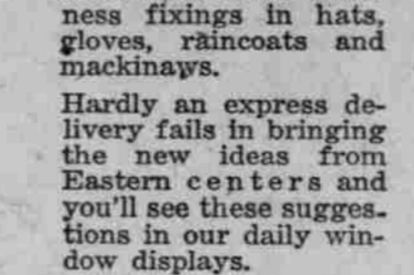 ness fixings in hats,
gloves, raincoats and
mackinaws.
Hardly an express de-
livery fails in bringing
the new ideas from
Eastern centers and
you'll see these sugges-
tions in our daily win-
dow displays.